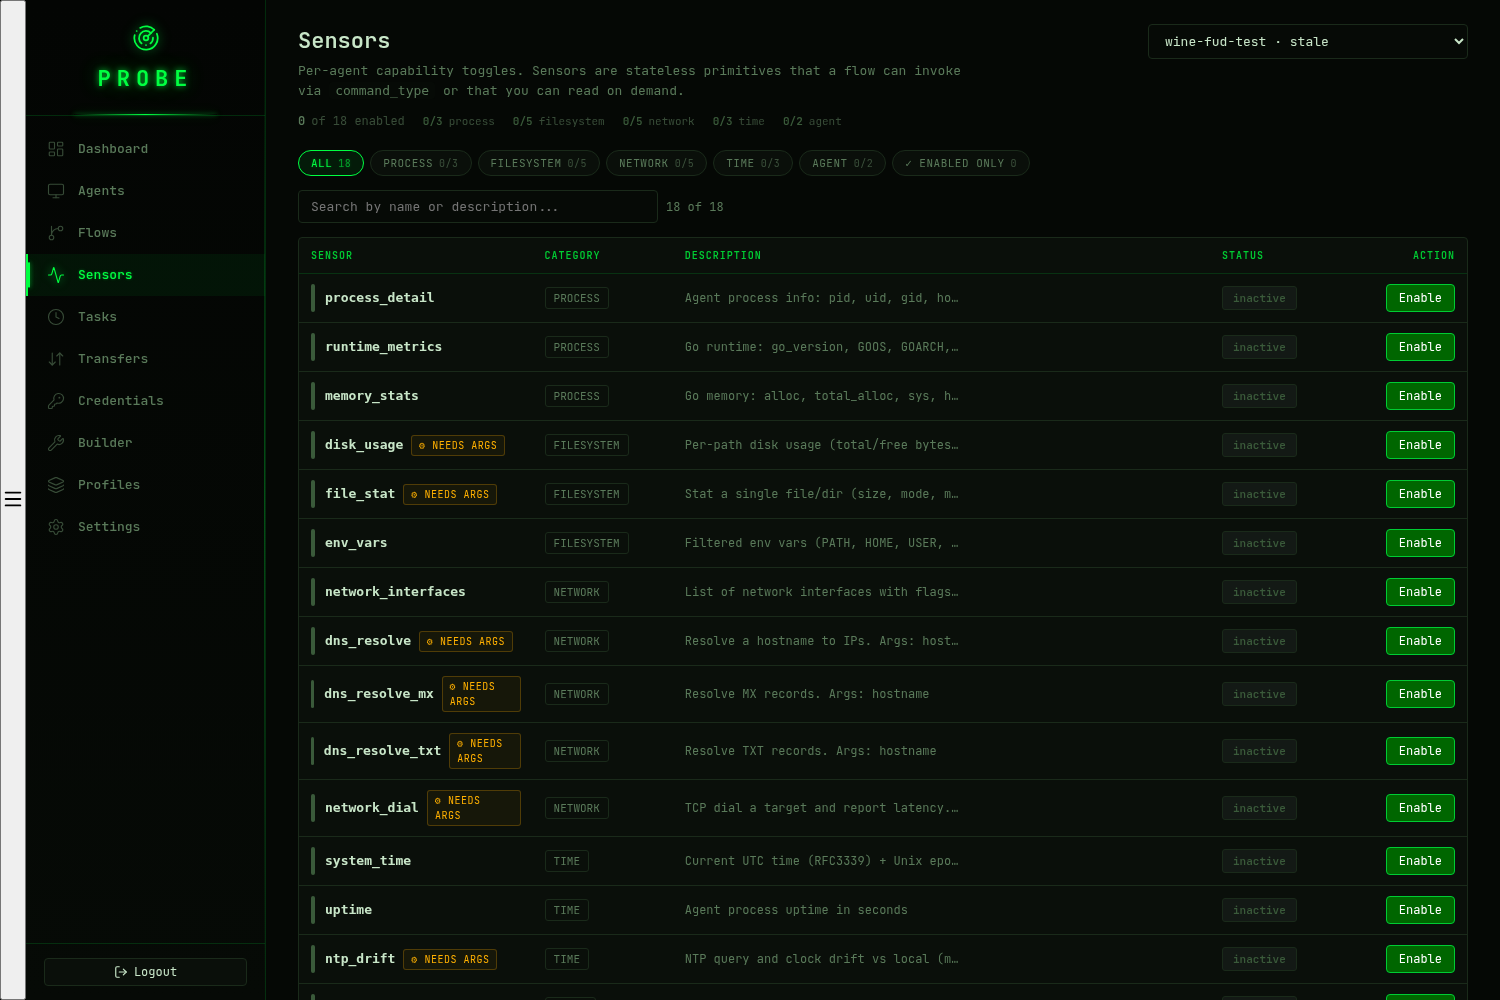 PROBE
Dashboard
Agents
Flows
Sensors
Tasks
Transfers
Credentials
Builder
Profiles
Settings
Logout
Sensors
wine-fud-test · stale
Per-agent capability toggles. Sensors are stateless primitives that a flow can invoke
via command_type or that you can read on demand.
0 of 18 enabled 0/3 process 0/5 filesystem 0/5 network 0/3 time 0/2 agent
ALL 18 PROCESS 0/3 FILESYSTEM 0/5 NETWORK 0/5 TIME 0/3 AGENT 0/2 ✓ ENABLED ONLY 0
Search by name or description... 18 of 18
SENSOR CATEGORY DESCRIPTION STATUS ACTION
process_detail PROCESS Agent process info: pid, uid, gid, ho… inactive Enable
runtime_metrics PROCESS Go runtime: go_version, GOOS, GOARCH,… inactive Enable
memory_stats PROCESS Go memory: alloc, total_alloc, sys, h… inactive Enable
disk_usage ⚙ NEEDS ARGS FILESYSTEM Per-path disk usage (total/free bytes… inactive Enable
file_stat ⚙ NEEDS ARGS FILESYSTEM Stat a single file/dir (size, mode, m… inactive Enable
env_vars FILESYSTEM Filtered env vars (PATH, HOME, USER, … inactive Enable
network_interfaces NETWORK List of network interfaces with flags… inactive Enable
dns_resolve ⚙ NEEDS ARGS NETWORK Resolve a hostname to IPs. Args: host… inactive Enable
dns_resolve_mx ⚙ NEEDS ARGS NETWORK Resolve MX records. Args: hostname inactive Enable
dns_resolve_txt ⚙ NEEDS ARGS NETWORK Resolve TXT records. Args: hostname inactive Enable
network_dial ⚙ NEEDS ARGS NETWORK TCP dial a target and report latency.… inactive Enable
system_time TIME Current UTC time (RFC3339) + Unix epo… inactive Enable
uptime TIME Agent process uptime in seconds inactive Enable
ntp_drift ⚙ NEEDS ARGS TIME NTP query and clock drift vs local (m… inactive Enable